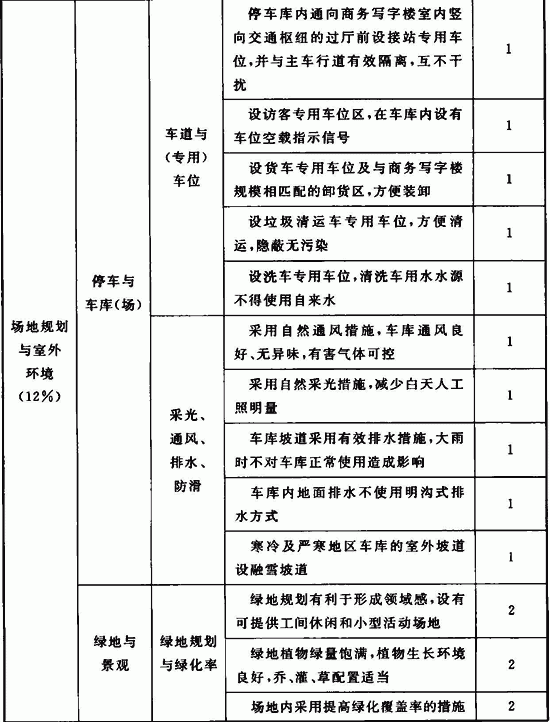 停车库内通向商务写字楼室内竖
向交通枢纽的过厅前设接站专用车
位,并与主车行道有效隔离,互不干
扰
1
车道与
(专用)
车位
设访客专用车位区,在车库内设有
车位空载指示信号
1
设货车专用车位及与商务写字楼
规模相匹配的卸货区,方便装卸
1
设垃圾清运车专用车位,方便清
运,隐蔽无污染
1
停车与
车库(场)
设洗车专用车位,清洗车用水水源
不得使用自来水
1
场地规划
与室外
环境
(12%)
采光、
通风、
排水、
防滑
采用自然通风措施,车库通风良
好、无异味,有害气体可控
1
采用自然采光措施,减少白天人工
照明量
1
车库坡道采用有效排水措施,大雨
时不对车库正常使用造成影响
1
车库内地面排水不使用明沟式排
水方式
1
寒冷及严寒地区车库的室外坡道
设融雪坡道
1
绿地与
景观
绿地规划
与绿化率
绿地规划有利于形成领域感,设有
可提供工间休闲和小型活动场地
2
绿地植物绿量饱满,植物生长环境
良好,乔、灌、草配置适当
2
场地内采用提高绿化覆盖率的措施
2